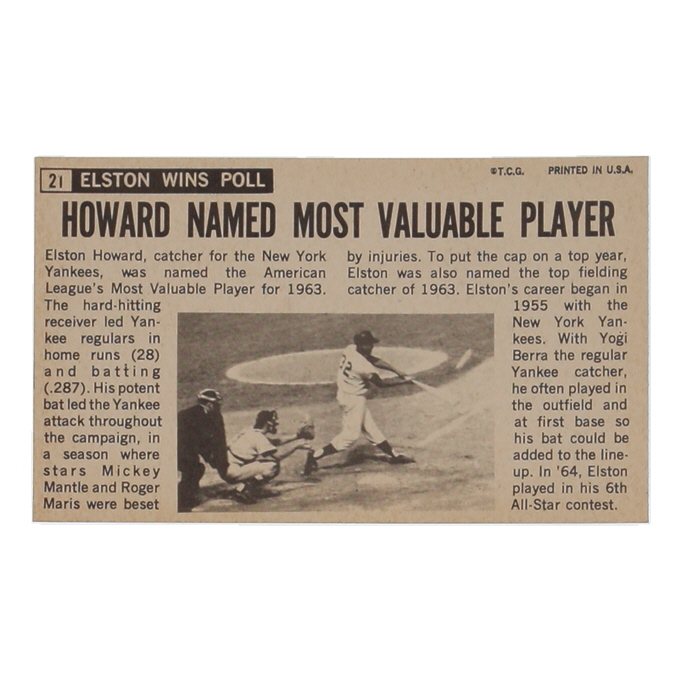 21 ELSTON WINS POLL
©T.C.G. PRINTED IN U.S.A.
HOWARD NAMED MOST VALUABLE PLAYER
Elston Howard, catcher for the New York
Yankees, was named the American
League's Most Valuable Player for 1963.
The hard-hitting
receiver led Yan-
kee regulars in
home runs (28)
and batting
(.287). His potent
bat led the Yankee
attack throughout
the campaign, in
a season where
stars Mickey
Mantle and Roger
Maris were beset
by injuries. To put the cap on a top year,
Elston was also named the top fielding
catcher of 1963. Elston's career began in
1955 with the
New York Yan-
kees. With Yogi
Berra the regular
Yankee catcher,
he often played in
the outfield and
at first base so
his bat could be
added to the line-
up. In '64, Elston
played in his 6th
All-Star contest.
32